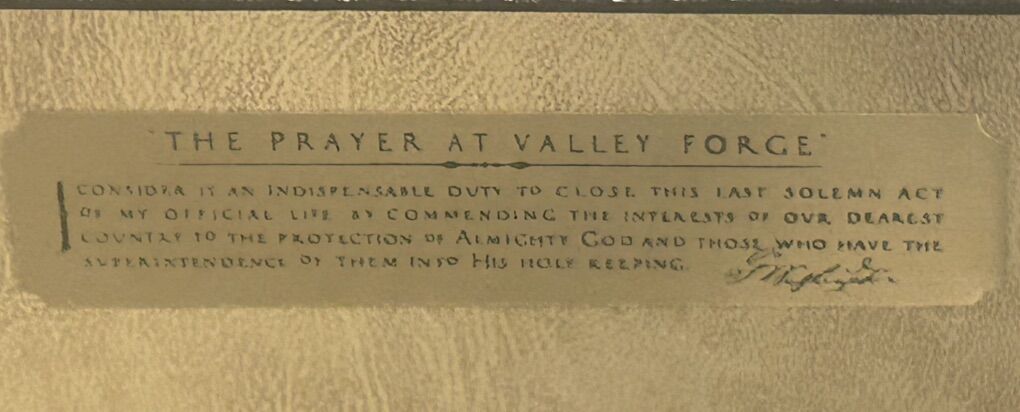 "THE PRAYER AT VALLEY FORGE"
I CONSIDER IT AN INDISPENSABLE DUTY TO CLOSE THIS LAST SOLEMN ACT
OF MY OFFICIAL LIFE BY COMMENDING THE INTERESTS OF OUR DEAREST
COUNTRY TO THE PROTECTION OF ALMIGHTY GOD AND THOSE WHO HAVE THE
SUPERINTENDENCE OF THEM INTO HIS HOLY KEEPING.
G Washington